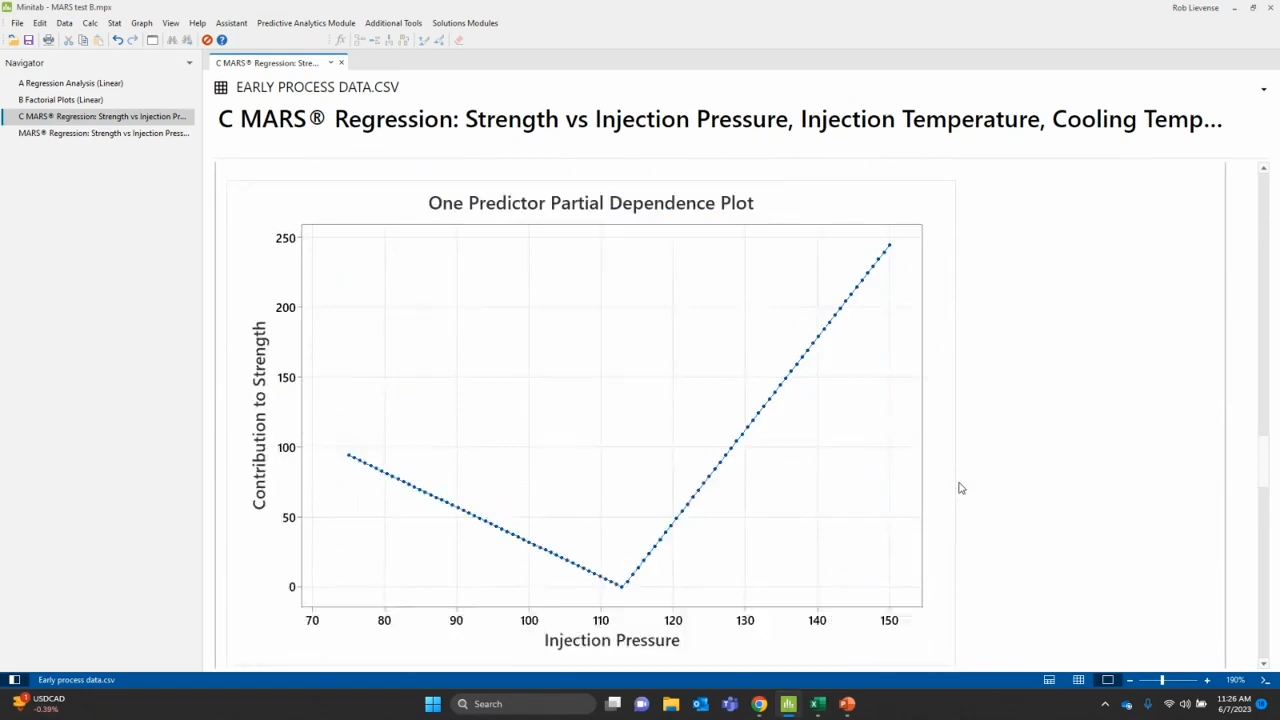 Minitab - MARS test B.mpx
Rob Lievense
File Edit Data Calc Stat Graph View Help Assistant Predictive Analytics Module Additional Tools Solutions Modules
Navigator
C MARS® Regression: Stre...
A Regression Analysis (Linear)
B Factorial Plots (Linear)
C MARS® Regression: Strength vs Injection Pr...
MARS® Regression: Strength vs Injection Press...
EARLY PROCESS DATA.CSV
C MARS® Regression: Strength vs Injection Pressure, Injection Temperature, Cooling Temp...
One Predictor Partial Dependence Plot
Contribution to Strength
250
200
150
100
50
0
70 80 90 100 110 120 130 140 150
Injection Pressure
Early process data.csv
190%
USDCAD
-0.39%
Search
11:26 AM
6/7/2023